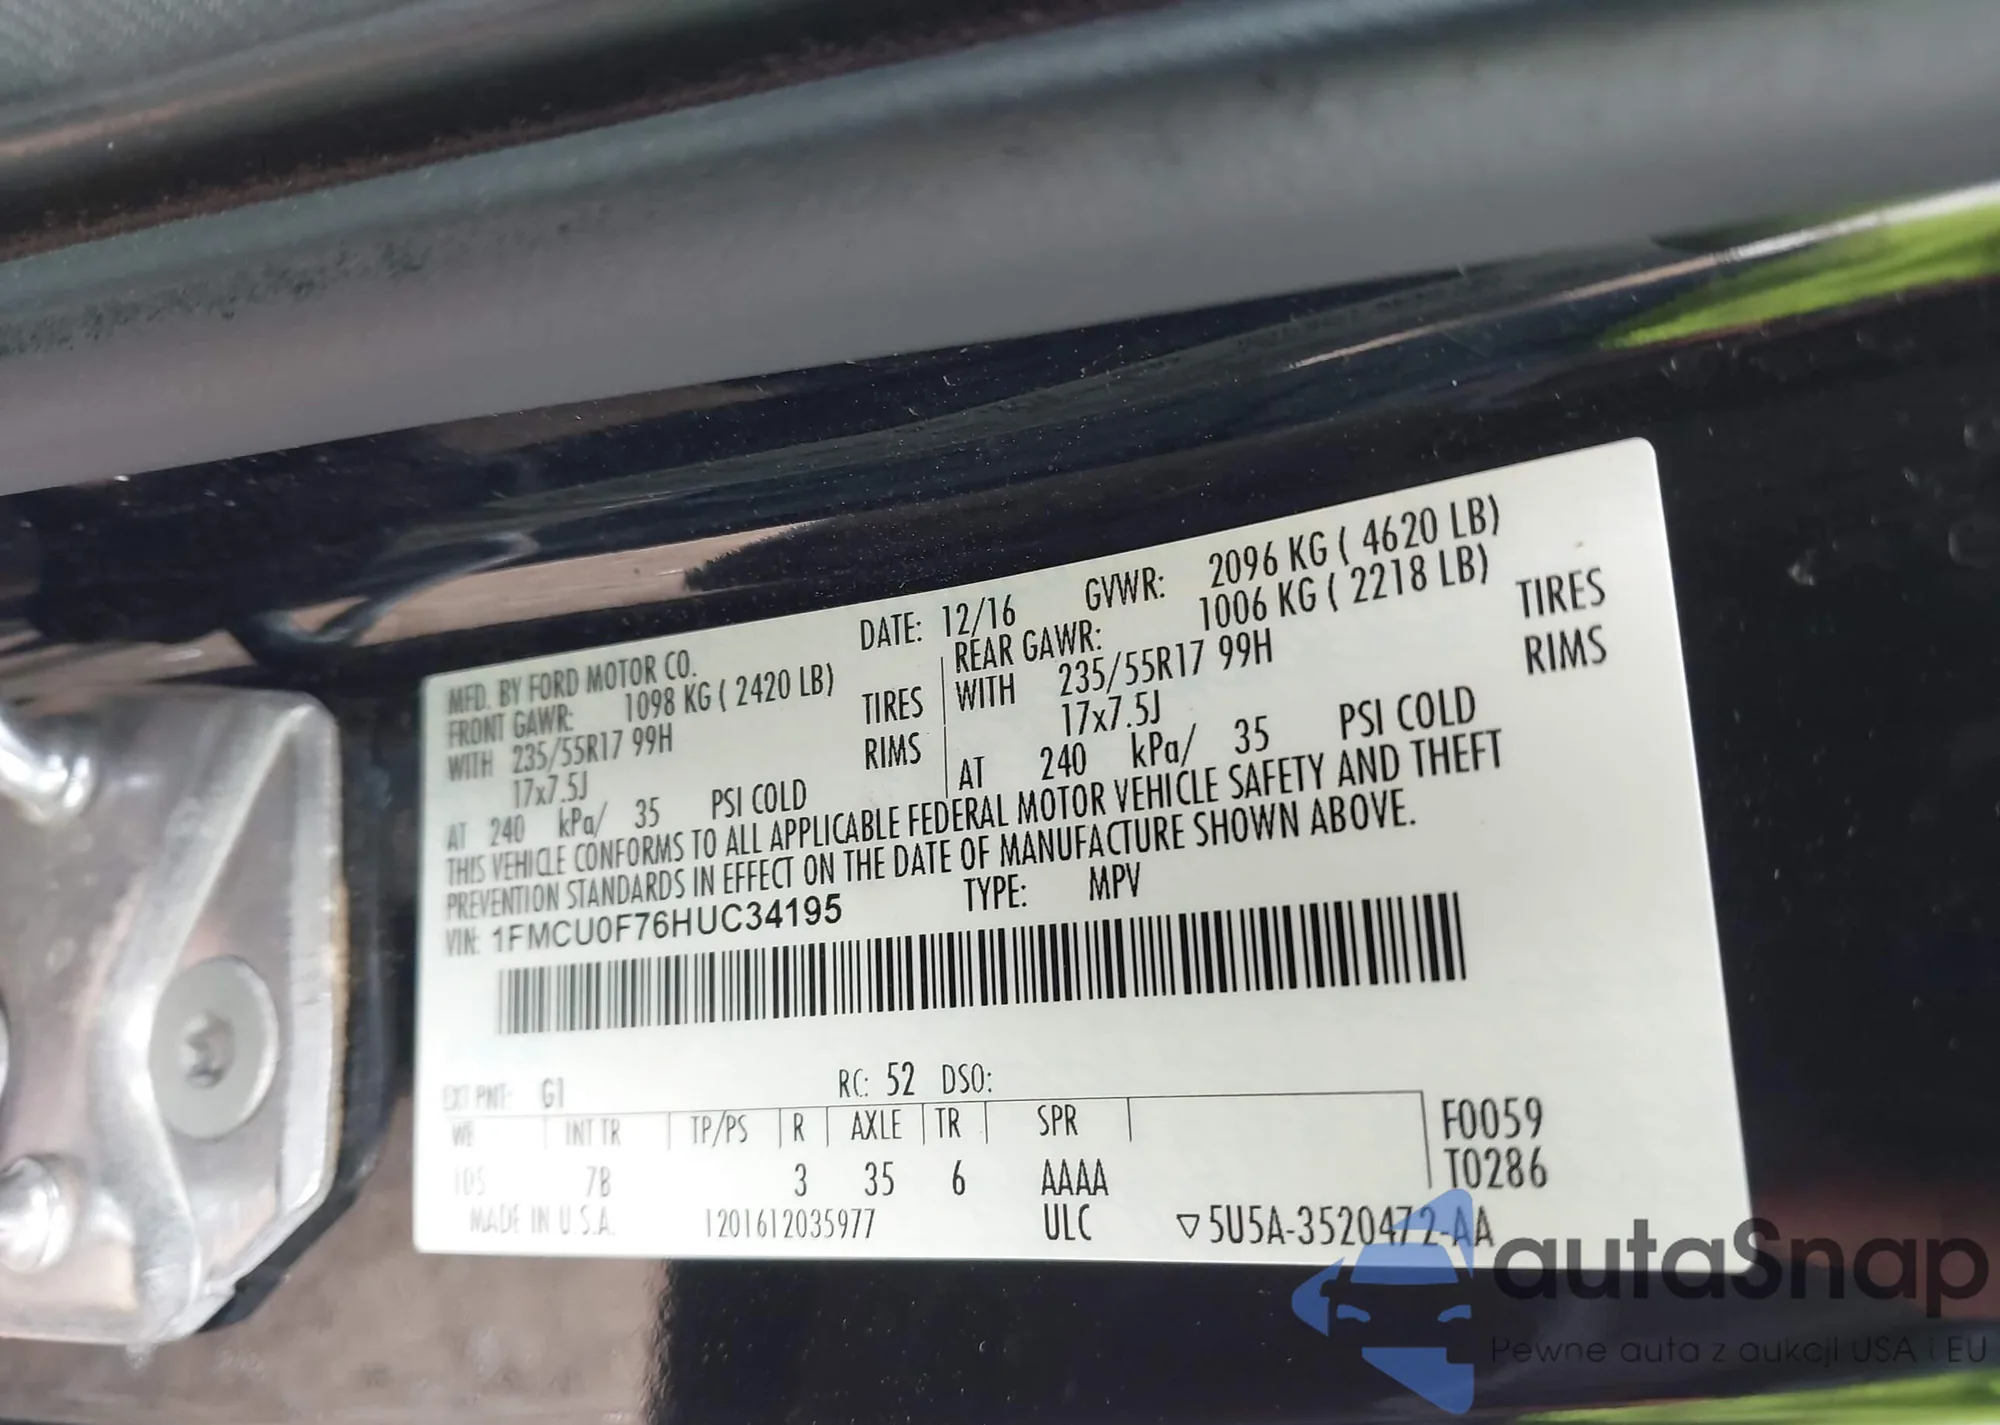 MFD. BY FORD MOTOR CO. DATE: 12/16 GVWR: 2096 KG ( 4620 LB)
FRONT GAWR: 1098 KG ( 2420 LB) REAR GAWR: 1006 KG ( 2218 LB)
WITH 235/55R17 99H TIRES WITH 235/55R17 99H TIRES
17x7.5J RIMS 17x7.5J RIMS
AT 240 kPa/ 35 PSI COLD AT 240 kPa/ 35 PSI COLD
THIS VEHICLE CONFORMS TO ALL APPLICABLE FEDERAL MOTOR VEHICLE SAFETY AND THEFT
PREVENTION STANDARDS IN EFFECT ON THE DATE OF MANUFACTURE SHOWN ABOVE.
VIN: 1FMCU0F76HUC34195 TYPE: MPV
EXT PNT: G1 RC: 52 DSO:
WB INT TR TP/PS R AXLE TR SPR F0059
105 7B 3 35 6 AAAA T0286
MADE IN U.S.A. 1201612035977 ULC ▽5U5A-3520472-AA
autaSnap
Pewne auta z aukcji USA i EU